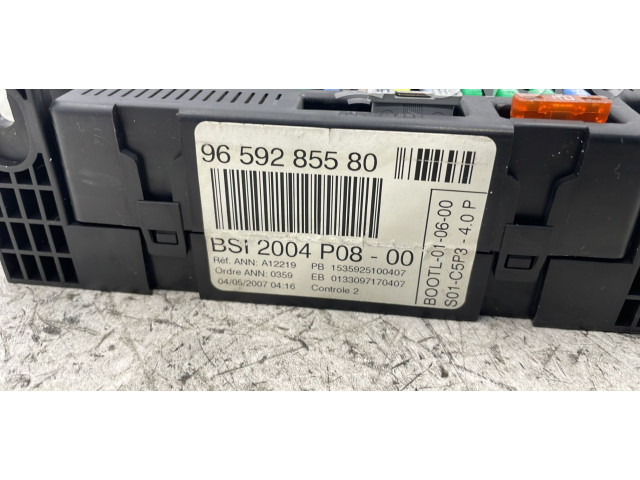 96 592 855 80
BSI 2004 P08 - 00
Réf. ANN: A12219 PB 1535925100407
Ordre ANN: 0359 EB 0133097170407
04/05/2007 04:16 Controle 2
BOOTL-01-06-00
S01-C5P3 - 4.0 P